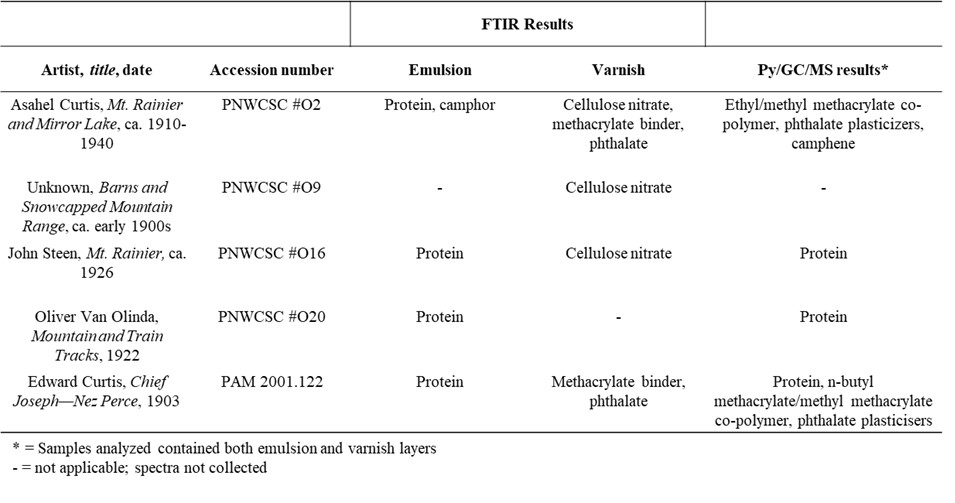 FTIR Results
Artist, title, date Accession number Emulsion Varnish Py/GC/MS results*
Asahel Curtis, Mt. Rainier PNWCSC #O2 Protein, camphor Cellulose nitrate, Ethyl/methyl methacrylate co-
and Mirror Lake, ca. 1910- methacrylate binder, polymer, phthalate plasticizers,
1940 phthalate camphene
Unknown, Barns and PNWCSC #O9 - Cellulose nitrate -
Snowcapped Mountain
Range, ca. early 1900s
John Steen, Mt. Rainier, ca. PNWCSC #O16 Protein Cellulose nitrate Protein
1926
Oliver Van Olinda, PNWCSC #O20 Protein - Protein
Mountain and Train
Tracks, 1922
Edward Curtis, Chief PAM 2001.122 Protein Methacrylate binder, Protein, n-butyl
Joseph—Nez Perce, 1903 phthalate methacrylate/methyl methacrylate
co-polymer, phthalate plasticisers
* = Samples analyzed contained both emulsion and varnish layers
- = not applicable; spectra not collected